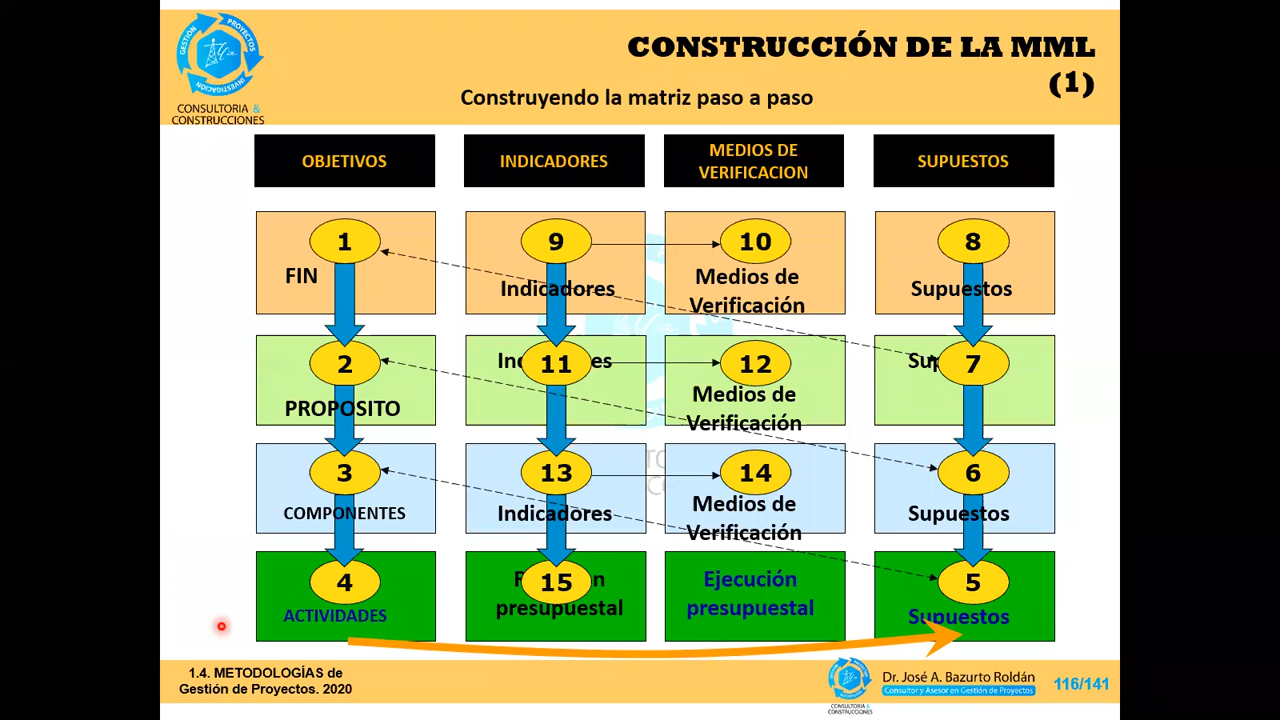 GESTIÓN PROYECTOS INVESTIGACIÓN
CONSULTORIA &
CONSTRUCCIONES
CONSTRUCCIÓN DE LA MML
(1)
Construyendo la matriz paso a paso
OBJETIVOS
INDICADORES
MEDIOS DE
VERIFICACION
SUPUESTOS
1
FIN
9
Indicadores
10
Medios de
Verificación
8
Supuestos
2
PROPOSITO
11
12
Medios de
Verificación
7
3
COMPONENTES
13
Indicadores
14
Medios de
Verificación
6
Supuestos
4
ACTIVIDADES
15
presupuestal
Ejecución
presupuestal
5
Supuestos
1.4. METODOLOGÍAS de
Gestión de Proyectos. 2020
CONSULTORIA &
CONSTRUCCIONES
Dr. José A. Bazurto Roldán
Consultor y Asesor en Gestión de Proyectos
116/141